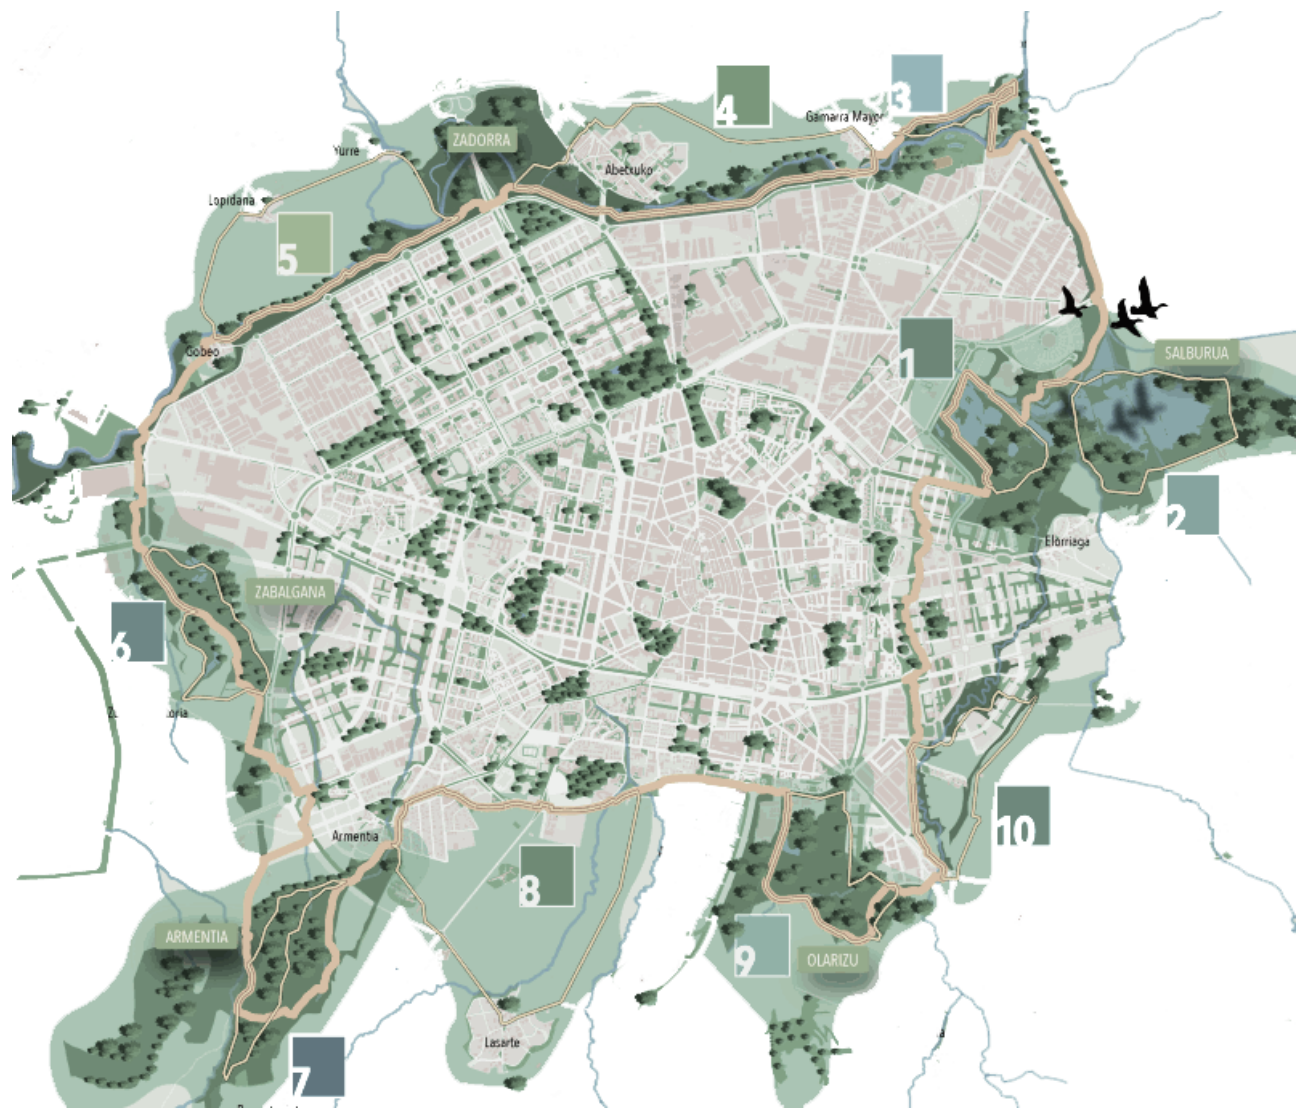 4
3
Gamarra Mayor
ZADORRA
Yurre
Abetxuko
Lopidana
5
1
SALBURUA
Gobeo
2
Elorriaga
ZABALGANA
6
10
Armentia
8
ARMENTIA
9
OLARIZU
Lasarte
7